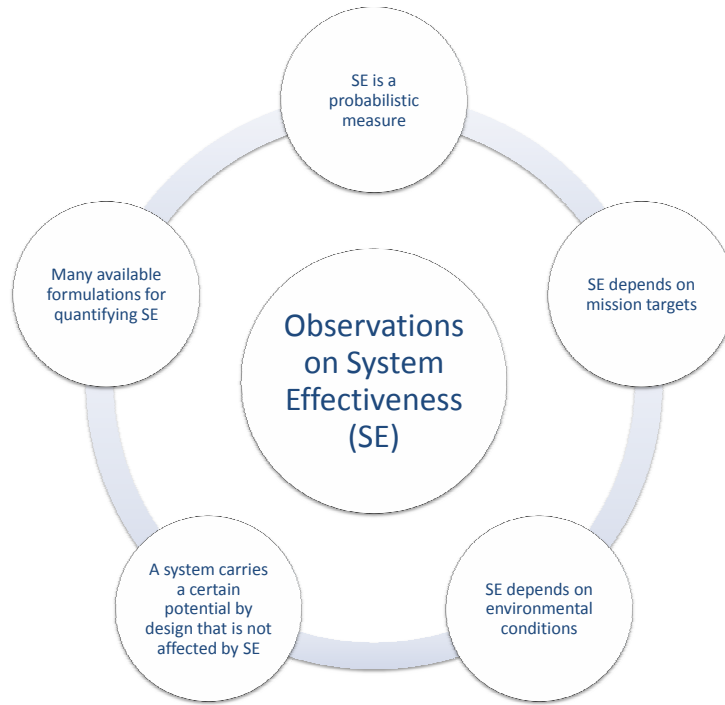 SE is a
probabilistic
measure
Many available
formulations for
quantifying SE
SE depends on
mission targets
Observations
on System
Effectiveness
(SE)
A system carries
a certain
potential by
design that is not
affected by SE
SE depends on
environmental
conditions